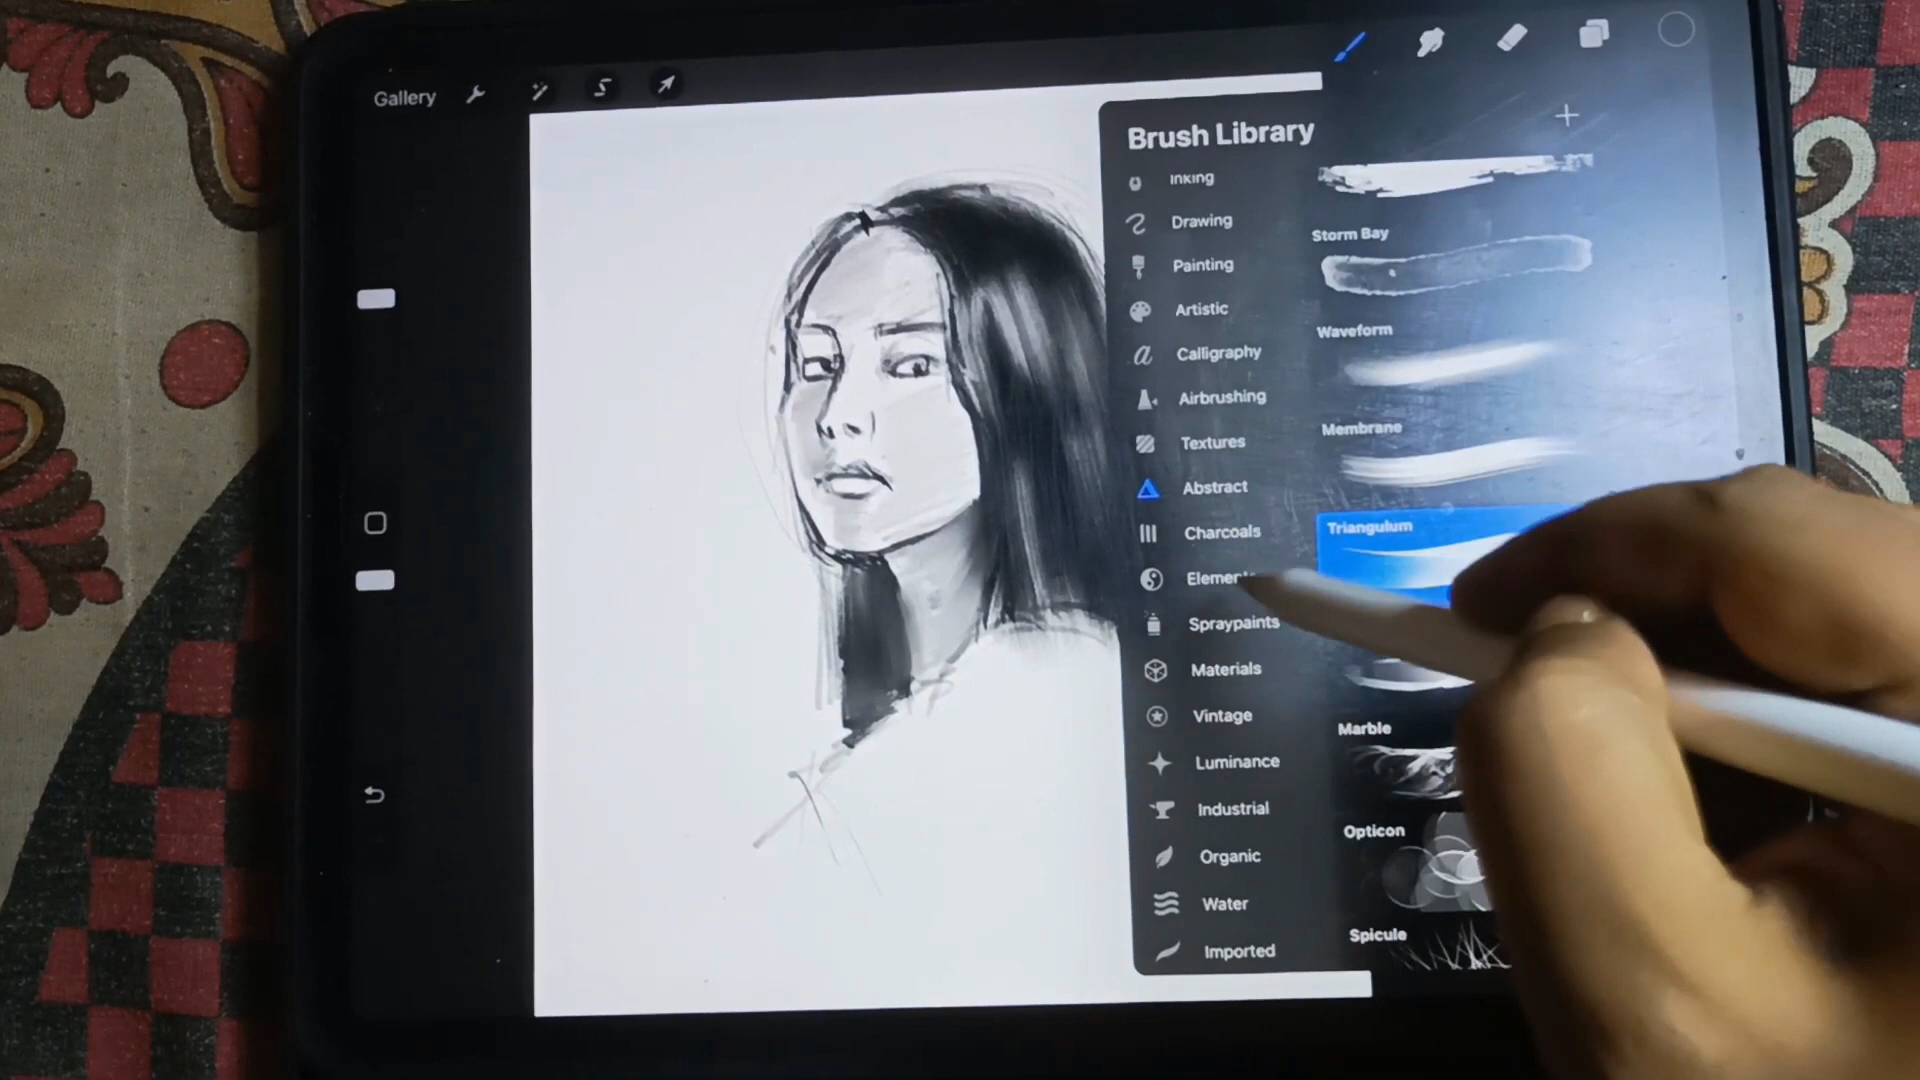 Gallery
Brush Library
Inking
Drawing
Painting
Artistic
Calligraphy
Airbrushing
Textures
Abstract
Charcoals
Spraypaints
Materials
Vintage
Luminance
Industrial
Organic
Water
Imported
Storm Bay
Waveform
Membrane
Triangulum
Marble
Opticon
Spicule